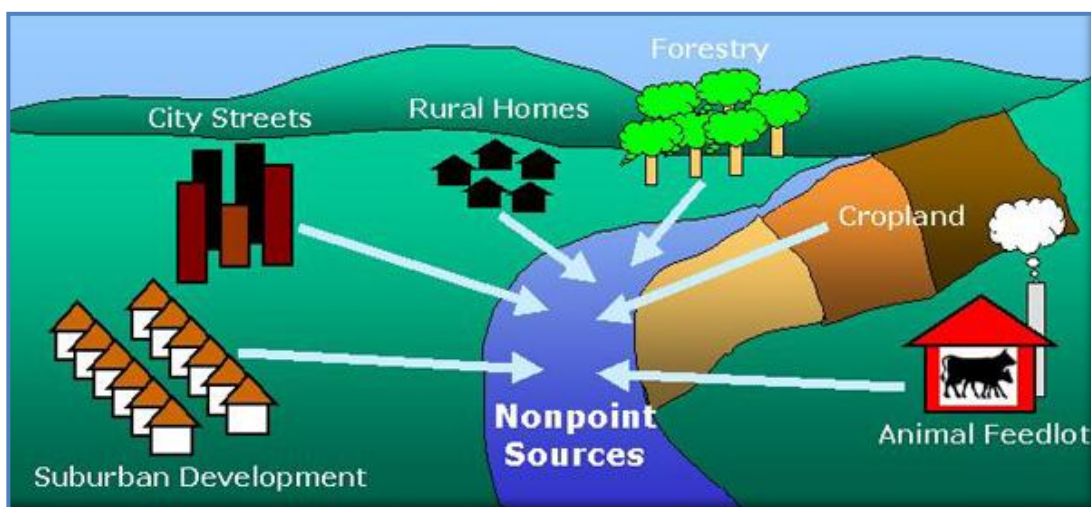 Forestry
City Streets
Rural Homes
Cropland
Nonpoint
Sources
Animal Feedlot
Suburban Development